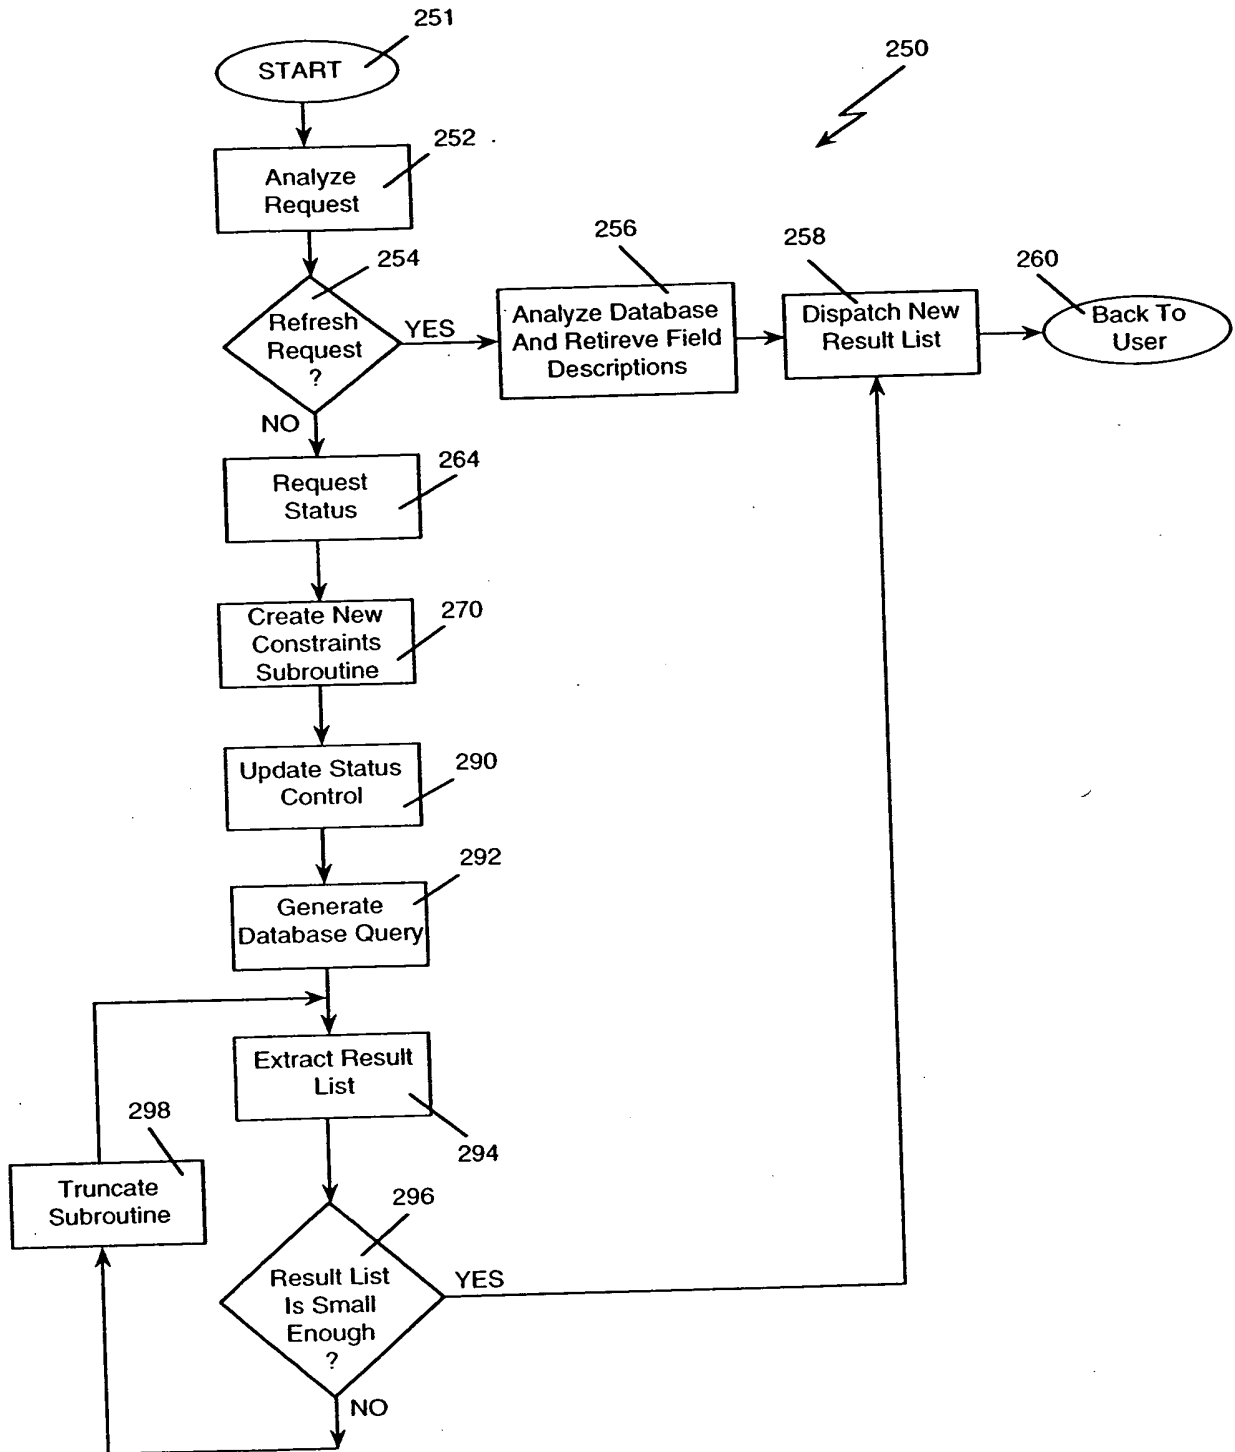 251
START
250
252
Analyze
Request
254
Refresh
Request
?
YES
NO
256
Analyze Database
And Retireve Field
Descriptions
258
Dispatch New
Result List
260
Back To
User
264
Request
Status
270
Create New
Constraints
Subroutine
290
Update Status
Control
292
Generate
Database Query
Extract Result
List
294
298
Truncate
Subroutine
296
Result List
Is Small
Enough
?
YES
NO